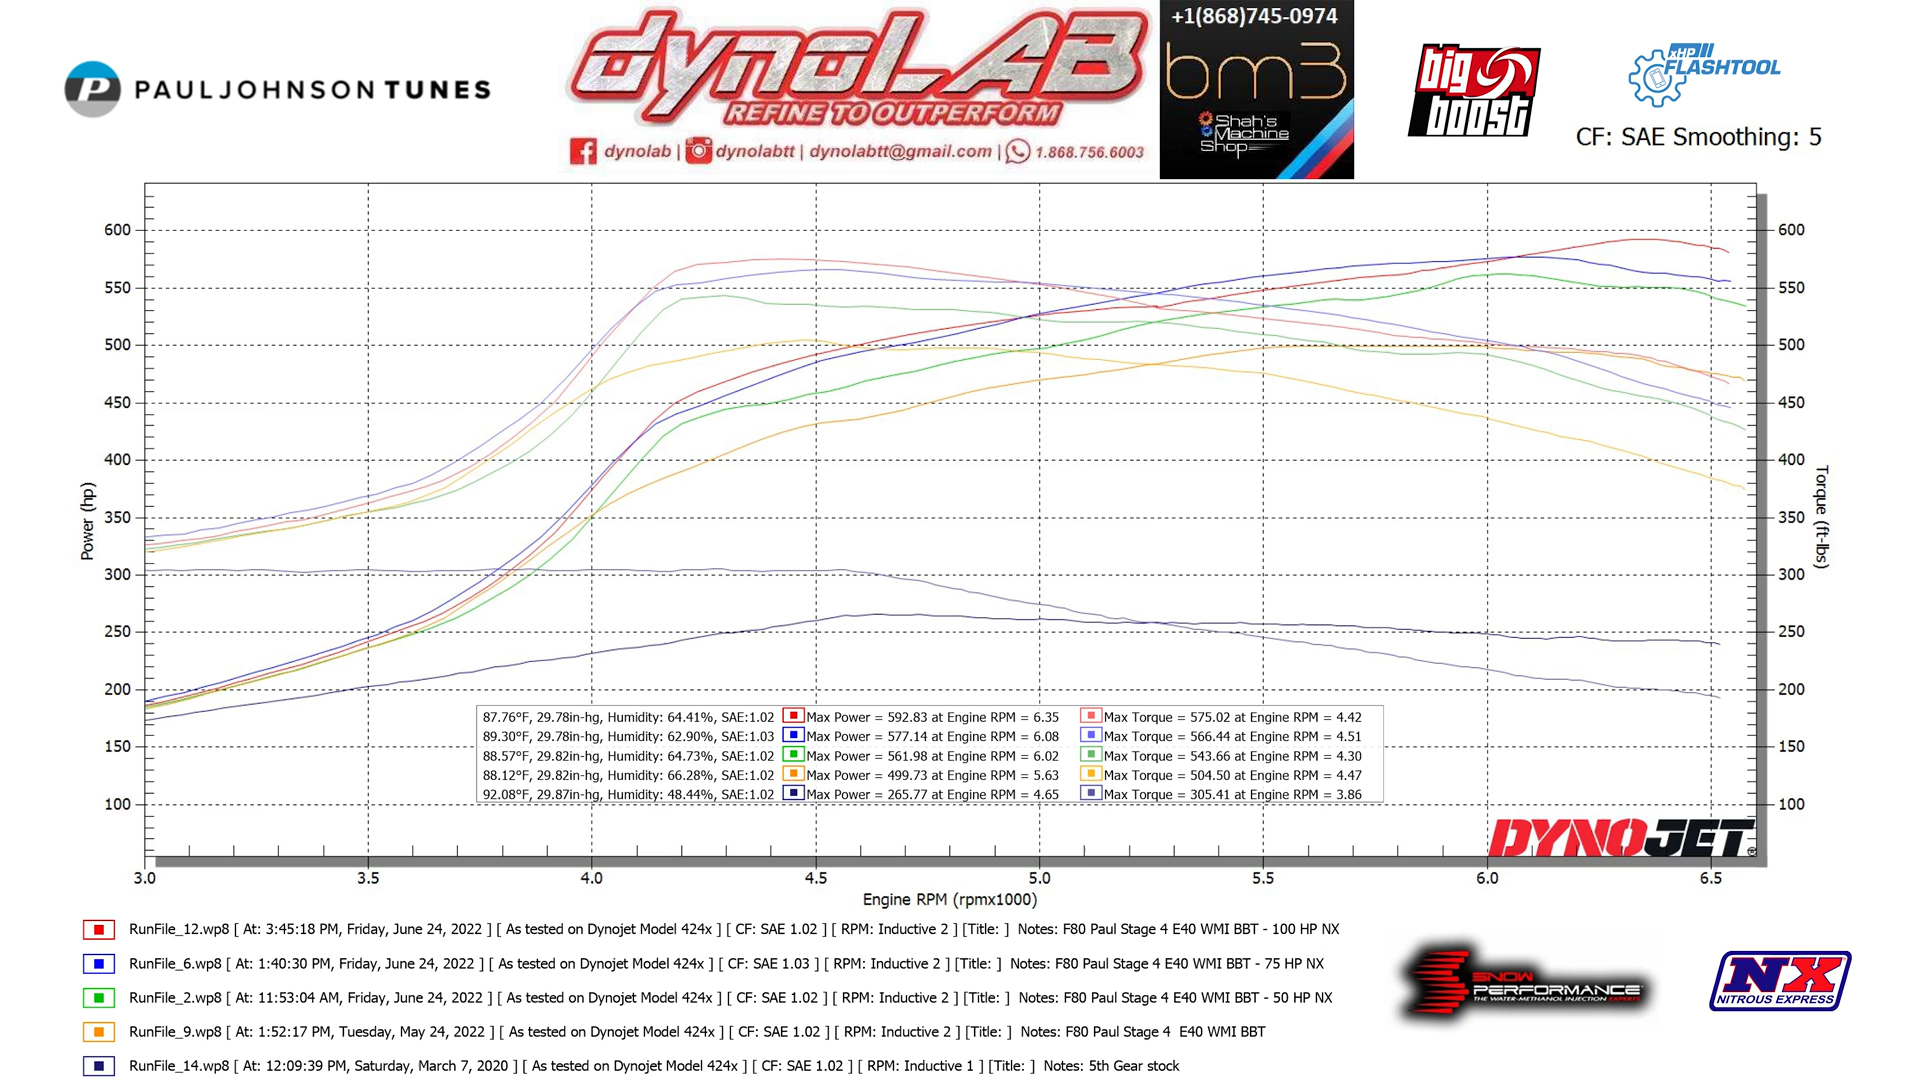 P PAUL JOHNSON TUNES
dynoLAB
REFINE TO OUTPERFORM
dynolab | dynolabtt | dynolabtt@gmail.com | 1.868.756.6003
+1(868)745-0974
bm3
Shah's
Machine
Shop
big
boost
xHP
FLASHTOOL
CF: SAE Smoothing: 5
600 600
550 550
500 500
450 450
400 400
350 350
300 300
250 250
200 200
150 150
100 100
Power (hp)
Torque (ft-lbs)
87.76°F, 29.78in-hg, Humidity: 64.41%, SAE:1.02 Max Power = 592.83 at Engine RPM = 6.35 Max Torque = 575.02 at Engine RPM = 4.42
89.30°F, 29.78in-hg, Humidity: 62.90%, SAE:1.03 Max Power = 577.14 at Engine RPM = 6.08 Max Torque = 566.44 at Engine RPM = 4.51
88.57°F, 29.82in-hg, Humidity: 64.73%, SAE:1.02 Max Power = 561.98 at Engine RPM = 6.02 Max Torque = 543.66 at Engine RPM = 4.30
88.12°F, 29.82in-hg, Humidity: 66.28%, SAE:1.02 Max Power = 499.73 at Engine RPM = 5.63 Max Torque = 504.50 at Engine RPM = 4.47
92.08°F, 29.87in-hg, Humidity: 48.44%, SAE:1.02 Max Power = 265.77 at Engine RPM = 4.65 Max Torque = 305.41 at Engine RPM = 3.86
DYNOJET®
3.0 3.5 4.0 4.5 5.0 5.5 6.0 6.5
Engine RPM (rpmx1000)
RunFile_12.wp8 [ At: 3:45:18 PM, Friday, June 24, 2022 ] [ As tested on Dynojet Model 424x ] [ CF: SAE 1.02 ] [ RPM: Inductive 2 ] [Title: ] Notes: F80 Paul Stage 4 E40 WMI BBT - 100 HP NX
RunFile_6.wp8 [ At: 1:40:30 PM, Friday, June 24, 2022 ] [ As tested on Dynojet Model 424x ] [ CF: SAE 1.03 ] [ RPM: Inductive 2 ] [Title: ] Notes: F80 Paul Stage 4 E40 WMI BBT - 75 HP NX
RunFile_2.wp8 [ At: 11:53:04 AM, Friday, June 24, 2022 ] [ As tested on Dynojet Model 424x ] [ CF: SAE 1.02 ] [ RPM: Inductive 2 ] [Title: ] Notes: F80 Paul Stage 4 E40 WMI BBT - 50 HP NX
RunFile_9.wp8 [ At: 1:52:17 PM, Tuesday, May 24, 2022 ] [ As tested on Dynojet Model 424x ] [ CF: SAE 1.02 ] [ RPM: Inductive 2 ] [Title: ] Notes: F80 Paul Stage 4 E40 WMI BBT
RunFile_14.wp8 [ At: 12:09:39 PM, Saturday, March 7, 2020 ] [ As tested on Dynojet Model 424x ] [ CF: SAE 1.02 ] [ RPM: Inductive 1 ] [Title: ] Notes: 5th Gear stock
SNOW
PERFORMANCE
THE WATER-METHANOL INJECTION EXPERTS
NX
NITROUS EXPRESS